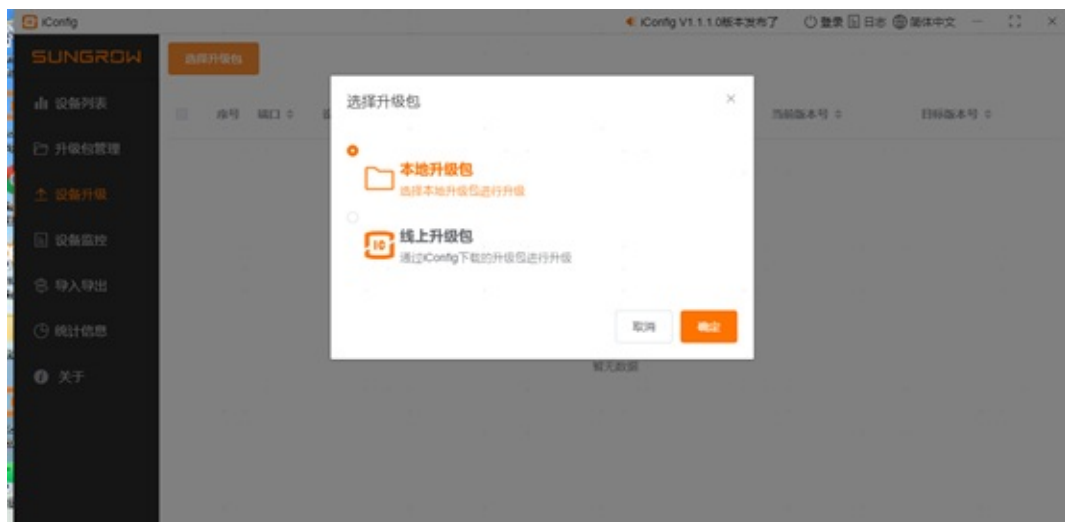 iConfig
iConfig V1.1.1.0版本发布了
登录
日志
简体中文
SUNGROW
选择升级包
设备列表
升级包管理
设备升级
设备监控
导入导出
统计信息
关于
序号
端口
当前版本号
目标版本号
选择升级包
本地升级包
选择本地升级包进行升级
线上升级包
通过iConfig下载的升级包进行升级
取消
确定
暂无数据